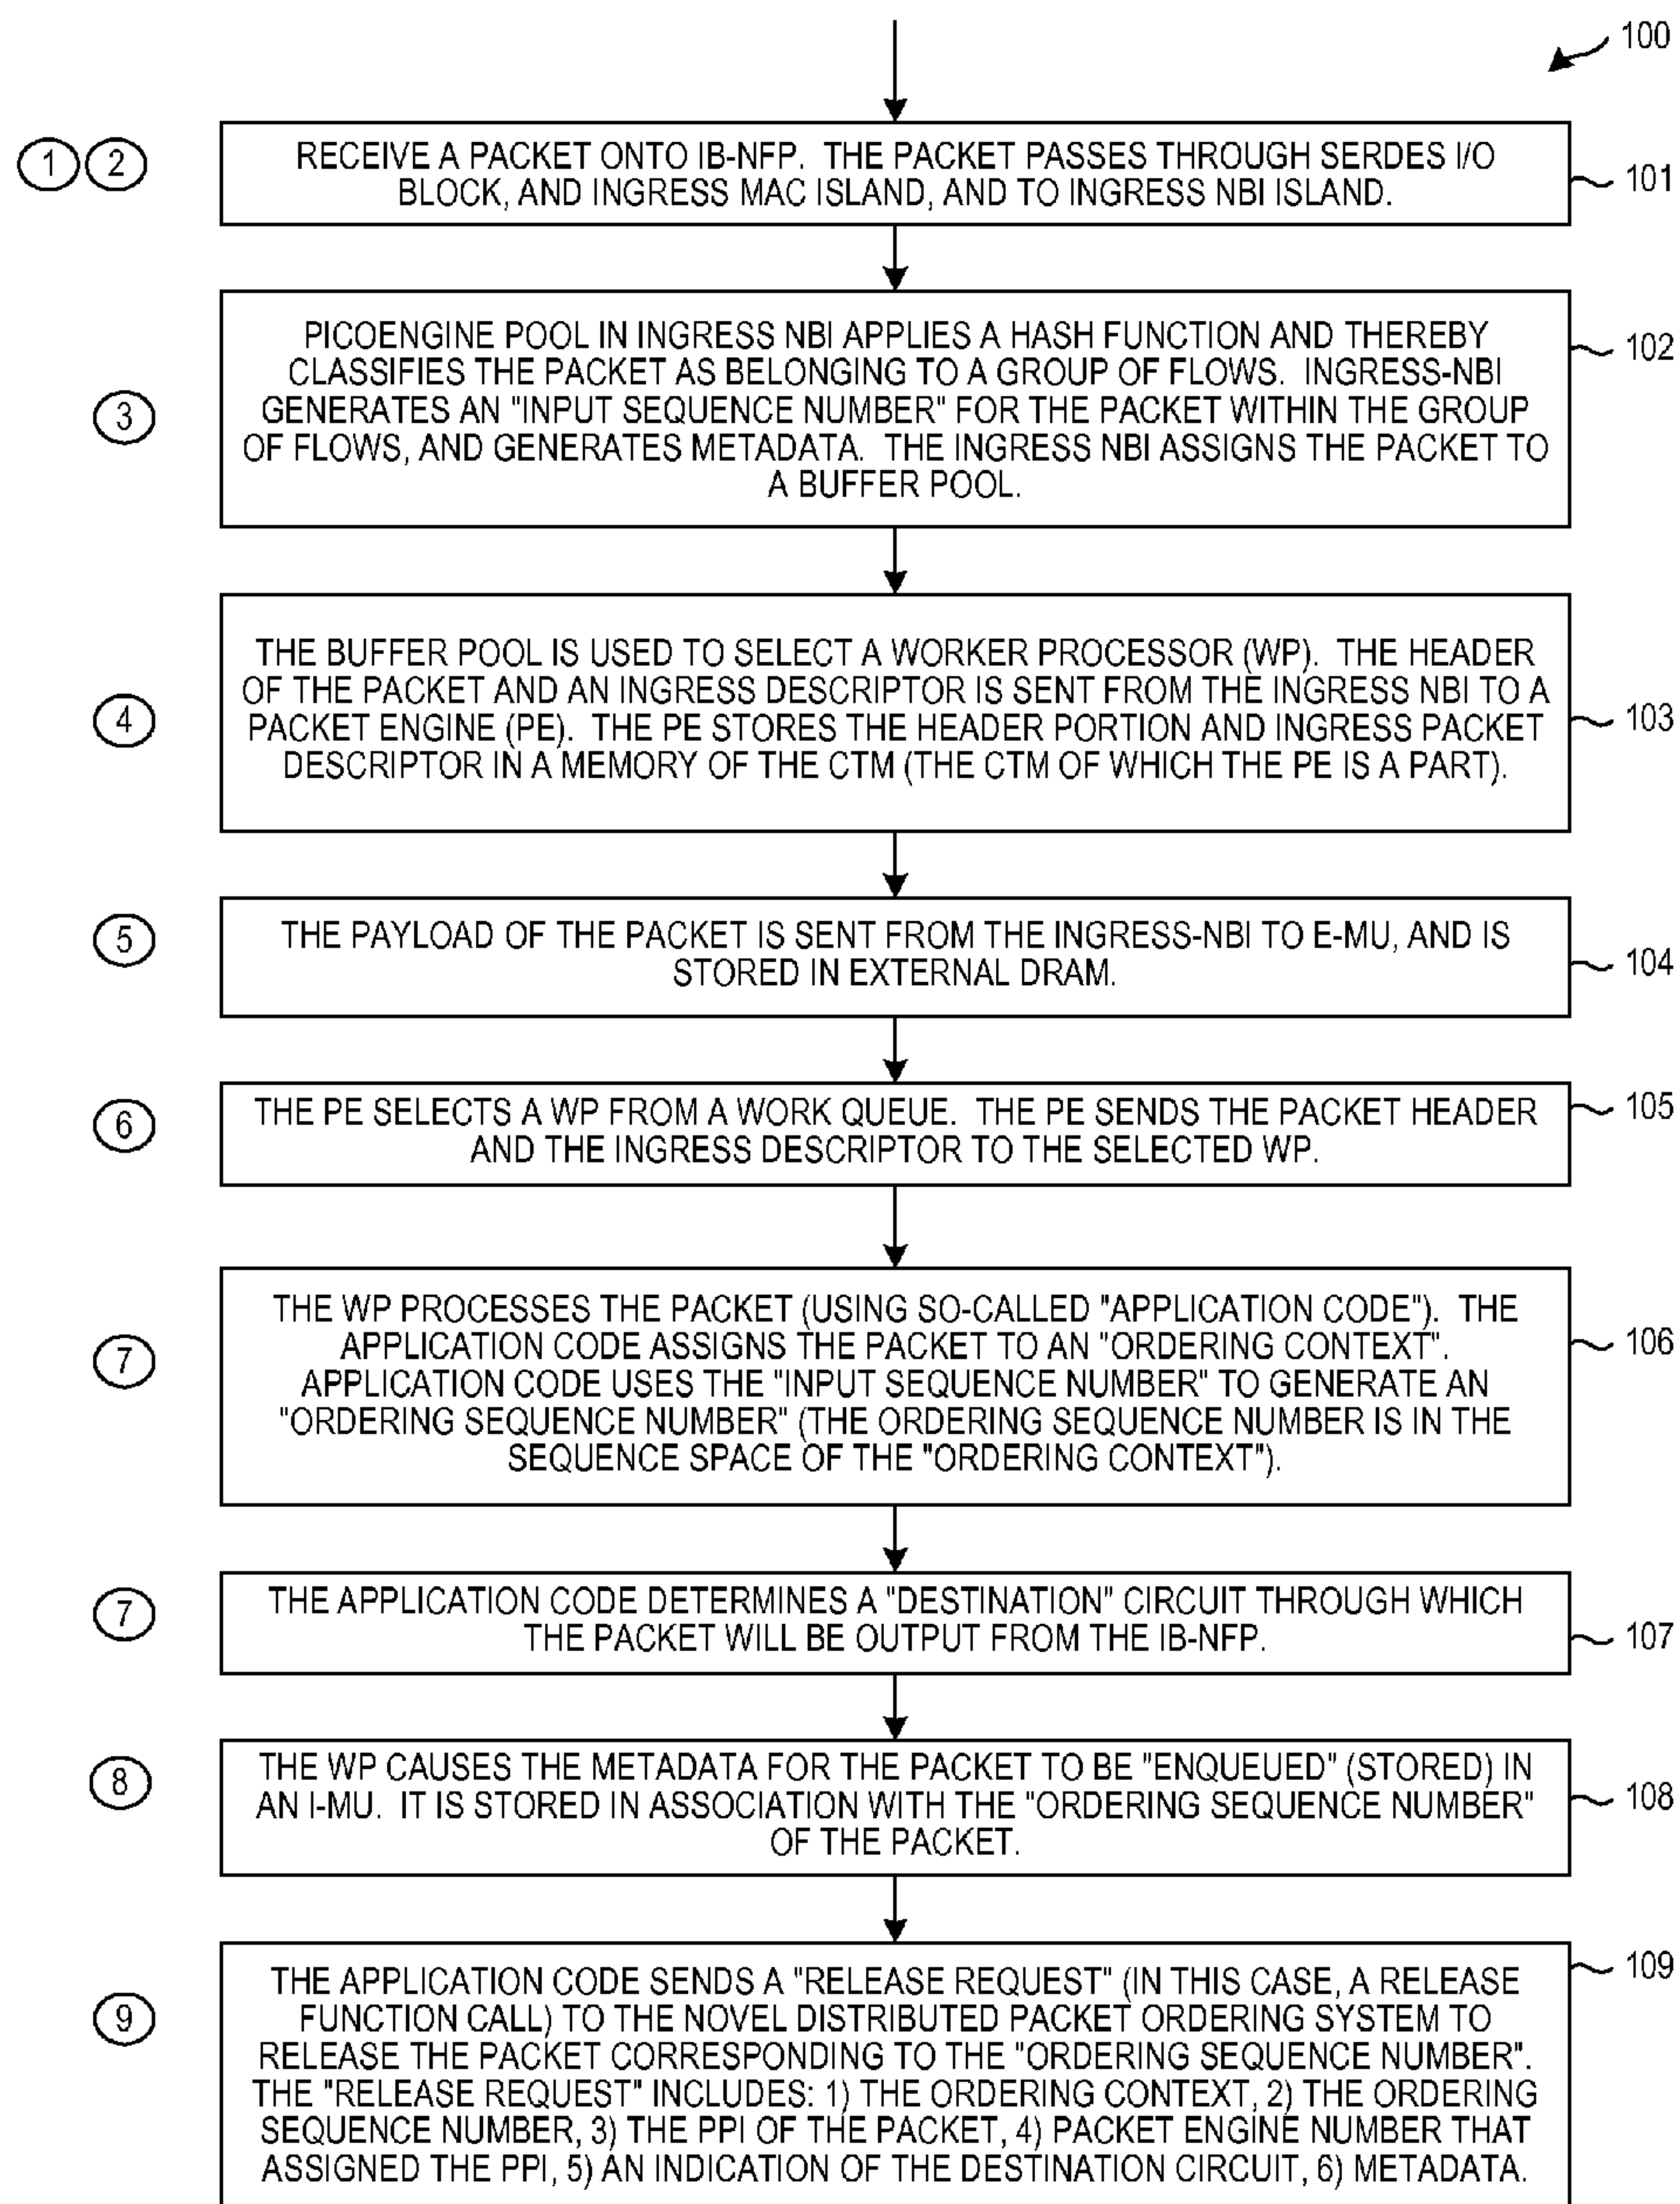 100
1 2
RECEIVE A PACKET ONTO IB-NFP. THE PACKET PASSES THROUGH SERDES I/O
BLOCK, AND INGRESS MAC ISLAND, AND TO INGRESS NBI ISLAND.
101
3
PICOENGINE POOL IN INGRESS NBI APPLIES A HASH FUNCTION AND THEREBY
CLASSIFIES THE PACKET AS BELONGING TO A GROUP OF FLOWS. INGRESS-NBI
GENERATES AN "INPUT SEQUENCE NUMBER" FOR THE PACKET WITHIN THE GROUP
OF FLOWS, AND GENERATES METADATA. THE INGRESS NBI ASSIGNS THE PACKET TO
A BUFFER POOL.
102
4
THE BUFFER POOL IS USED TO SELECT A WORKER PROCESSOR (WP). THE HEADER
OF THE PACKET AND AN INGRESS DESCRIPTOR IS SENT FROM THE INGRESS NBI TO A
PACKET ENGINE (PE). THE PE STORES THE HEADER PORTION AND INGRESS PACKET
DESCRIPTOR IN A MEMORY OF THE CTM (THE CTM OF WHICH THE PE IS A PART).
103
5
THE PAYLOAD OF THE PACKET IS SENT FROM THE INGRESS-NBI TO E-MU, AND IS
STORED IN EXTERNAL DRAM.
104
6
THE PE SELECTS A WP FROM A WORK QUEUE. THE PE SENDS THE PACKET HEADER
AND THE INGRESS DESCRIPTOR TO THE SELECTED WP.
105
7
THE WP PROCESSES THE PACKET (USING SO-CALLED "APPLICATION CODE"). THE
APPLICATION CODE ASSIGNS THE PACKET TO AN "ORDERING CONTEXT".
APPLICATION CODE USES THE "INPUT SEQUENCE NUMBER" TO GENERATE AN
"ORDERING SEQUENCE NUMBER" (THE ORDERING SEQUENCE NUMBER IS IN THE
SEQUENCE SPACE OF THE "ORDERING CONTEXT").
106
7
THE APPLICATION CODE DETERMINES A "DESTINATION" CIRCUIT THROUGH WHICH
THE PACKET WILL BE OUTPUT FROM THE IB-NFP.
107
8
THE WP CAUSES THE METADATA FOR THE PACKET TO BE "ENQUEUED" (STORED) IN
AN I-MU. IT IS STORED IN ASSOCIATION WITH THE "ORDERING SEQUENCE NUMBER"
OF THE PACKET.
108
9
THE APPLICATION CODE SENDS A "RELEASE REQUEST" (IN THIS CASE, A RELEASE
FUNCTION CALL) TO THE NOVEL DISTRIBUTED PACKET ORDERING SYSTEM TO
RELEASE THE PACKET CORRESPONDING TO THE "ORDERING SEQUENCE NUMBER".
THE "RELEASE REQUEST" INCLUDES: 1) THE ORDERING CONTEXT, 2) THE ORDERING
SEQUENCE NUMBER, 3) THE PPI OF THE PACKET, 4) PACKET ENGINE NUMBER THAT
ASSIGNED THE PPI, 5) AN INDICATION OF THE DESTINATION CIRCUIT, 6) METADATA.
109